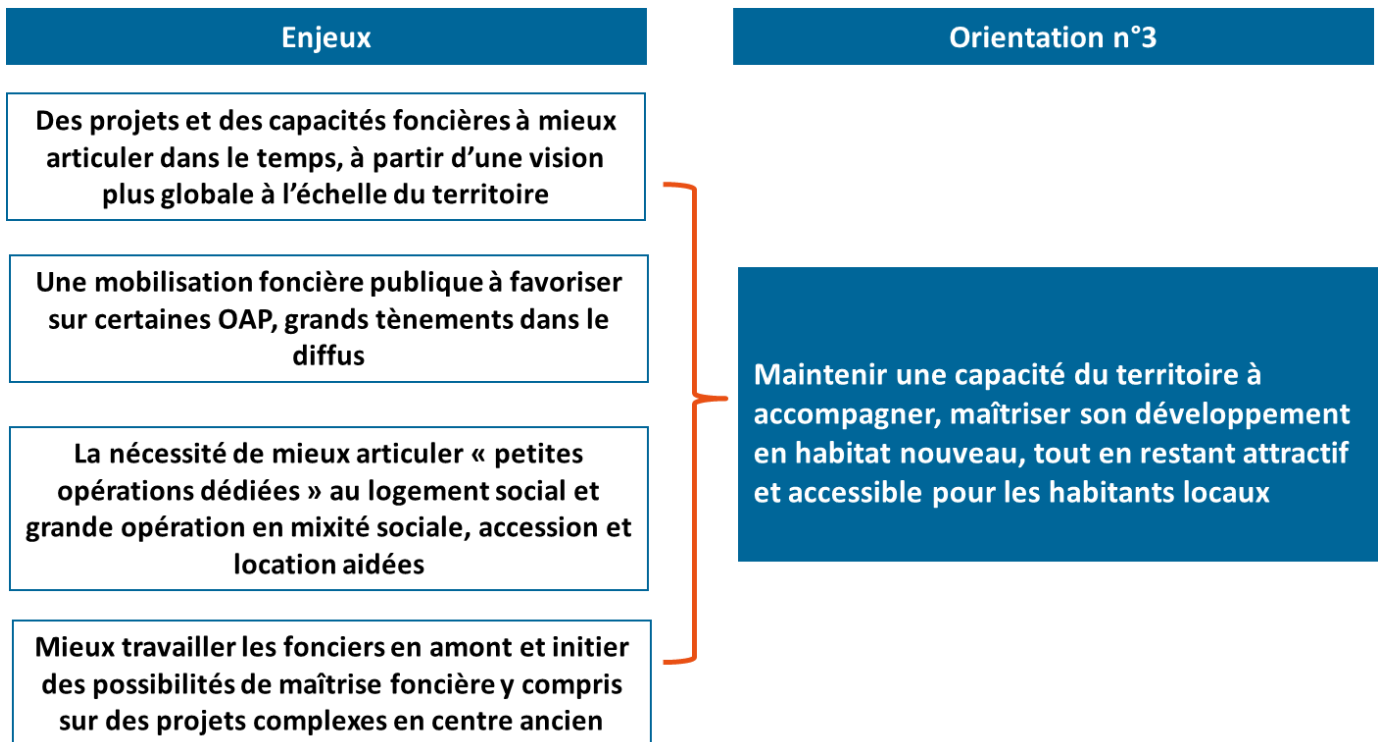 Enjeux
Orientation n°3
Des projets et des capacités foncières à mieux
articuler dans le temps, à partir d’une vision
plus globale à l’échelle du territoire
Une mobilisation foncière publique à favoriser
sur certaines OAP, grands tènements dans le
diffus
La nécessité de mieux articuler « petites
opérations dédiées » au logement social et
grande opération en mixité sociale, accession et
location aidées
Mieux travailler les fonciers en amont et initier
des possibilités de maîtrise foncière y compris
sur des projets complexes en centre ancien
Maintenir une capacité du territoire à
accompagner, maîtriser son développement
en habitat nouveau, tout en restant attractif
et accessible pour les habitants locaux